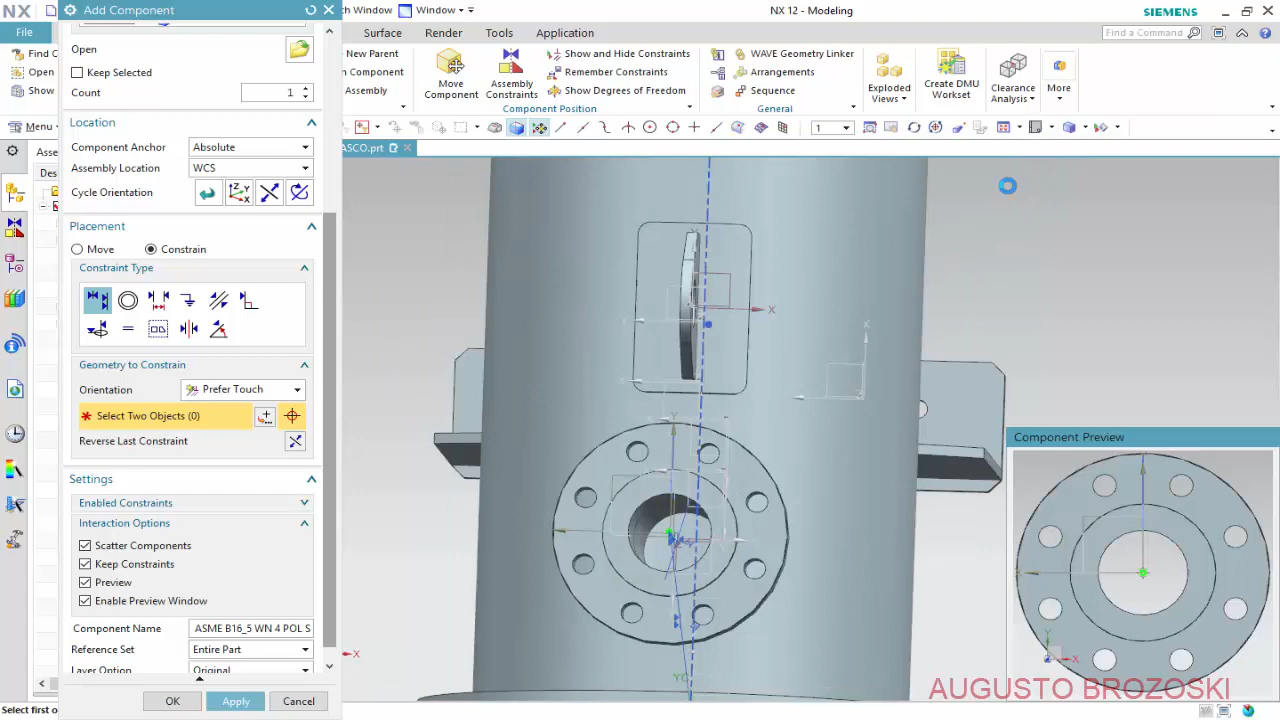 NX
Add Component
tch Window
Window
NX 12 - Modeling
SIEMENS
File
Surface
Render
Tools
Application
Find a Command
Find C
Open
Show
New Parent
n Component
Assembly
Move
Component
Assembly
Constraints
Show and Hide Constraints
Remember Constraints
Show Degrees of Freedom
Component Position
WAVE Geometry Linker
Arrangements
Sequence
General
Exploded
Views
Create DMU
Workset
Clearance
Analysis
More
Menu
1
Asse
ASCO.prt
Des
Open
Keep Selected
Count
1
Location
Component Anchor
Absolute
Assembly Location
WCS
Cycle Orientation
Placement
Move
Constrain
Constraint Type
Geometry to Constrain
Orientation
Prefer Touch
Select Two Objects (0)
Reverse Last Constraint
Settings
Enabled Constraints
Interaction Options
Scatter Components
Keep Constraints
Preview
Enable Preview Window
Component Name
ASME B16_5 WN 4 POL S
Reference Set
Entire Part
Layer Option
Original
OK
Apply
Cancel
Select first o
X
X
X
YC
Component Preview
X
AUGUSTO BROZOSKI